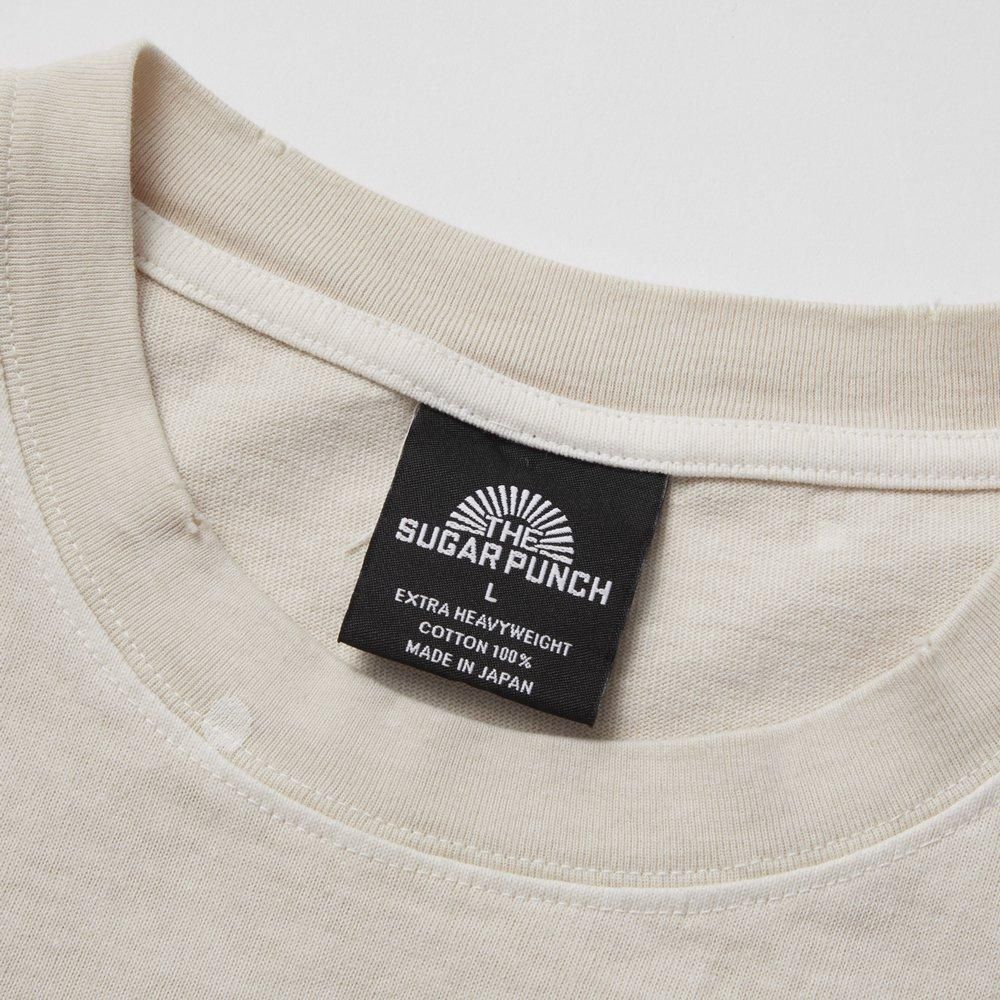 THE
SUGAR PUNCH
L
EXTRA HEAVYWEIGHT
COTTON 100%
MADE IN JAPAN